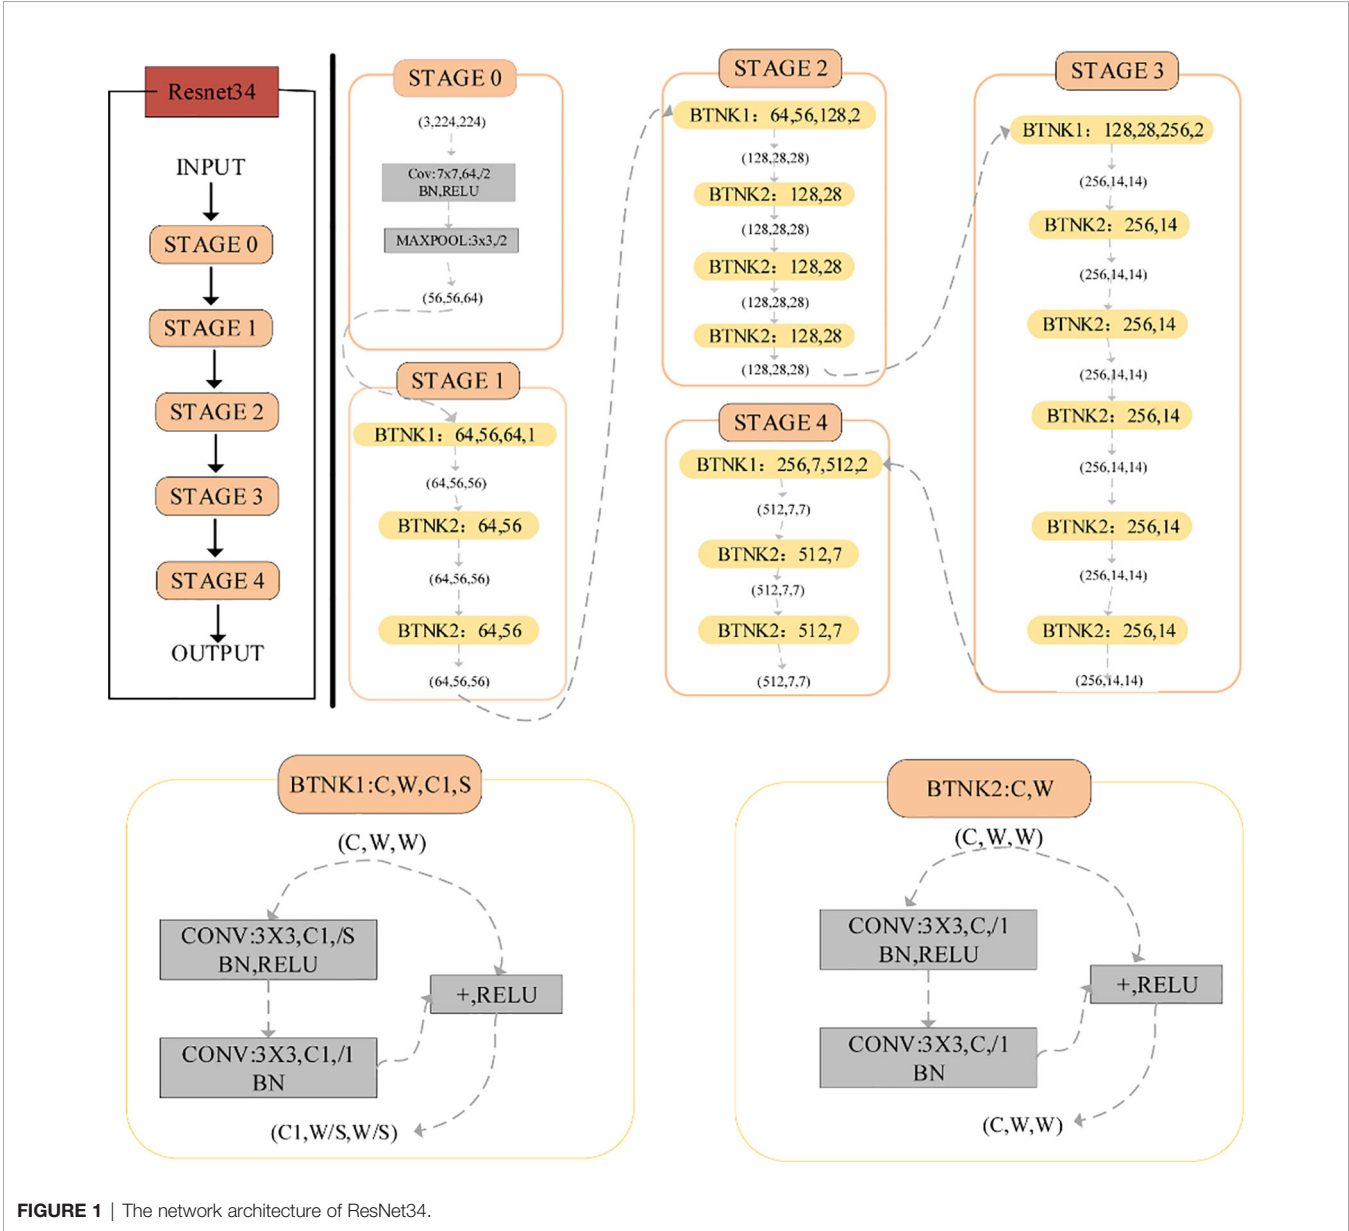 Resnet34
INPUT
STAGE 0
STAGE 1
STAGE 2
STAGE 3
STAGE 4
OUTPUT
STAGE 0
(3,224,224)
Cov:7x7,64,/2
BN,RELU
MAXPOOL:3x3,/2
(56,56,64)
STAGE 1
BTNK1: 64,56,64,1
(64,56,56)
BTNK2: 64,56
(64,56,56)
BTNK2: 64,56
(64,56,56)
STAGE 2
BTNK1: 64,56,128,2
(128,28,28)
BTNK2: 128,28
(128,28,28)
BTNK2: 128,28
(128,28,28)
BTNK2: 128,28
(128,28,28)
STAGE 4
BTNK1: 256,7,512,2
(512,7,7)
BTNK2: 512,7
(512,7,7)
BTNK2: 512,7
(512,7,7)
STAGE 3
BTNK1: 128,28,256,2
(256,14,14)
BTNK2: 256,14
(256,14,14)
BTNK2: 256,14
(256,14,14)
BTNK2: 256,14
(256,14,14)
BTNK2: 256,14
(256,14,14)
BTNK2: 256,14
(256,14,14)
BTNK1:C,W,C1,S
(C,W,W)
CONV:3X3,C1,/S
BN,RELU
+,RELU
CONV:3X3,C1,/1
BN
(C1,W/S,W/S)
BTNK2:C,W
(C,W,W)
CONV:3X3,C,/1
BN,RELU
+,RELU
CONV:3X3,C,/1
BN
(C,W,W)
FIGURE 1 | The network architecture of ResNet34.